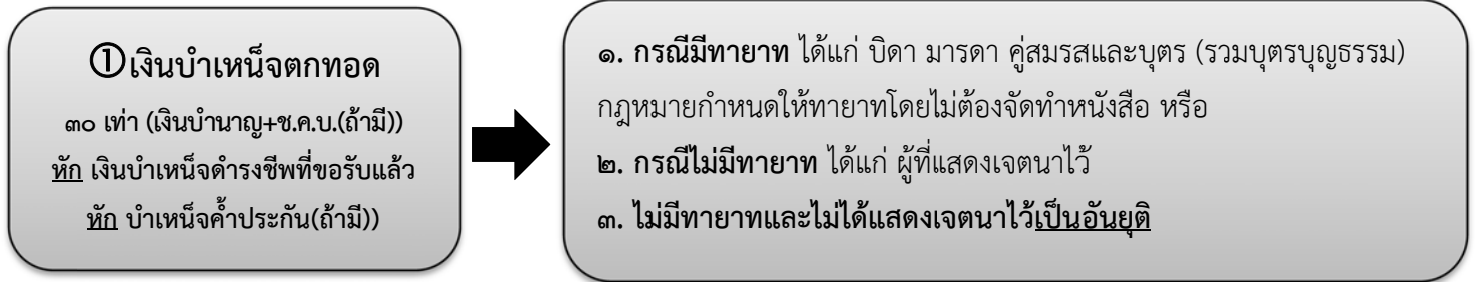 ①เงินบำเหน็จตกทอด
๓๐ เท่า (เงินบำนาญ+ช.ค.บ.(ถ้ามี))
หัก เงินบำเหน็จดำรงชีพที่ขอรับแล้ว
หัก บำเหน็จค้ำประกัน(ถ้ามี))
๑. กรณีมีทายาท ได้แก่ บิดา มารดา คู่สมรสและบุตร (รวมบุตรบุญธรรม)
กฎหมายกำหนดให้ทายาทโดยไม่ต้องจัดทำหนังสือ หรือ
๒. กรณีไม่มีทายาท ได้แก่ ผู้ที่แสดงเจตนาไว้
๓. ไม่มีทายาทและไม่ได้แสดงเจตนาไว้เป็นอันยุติ